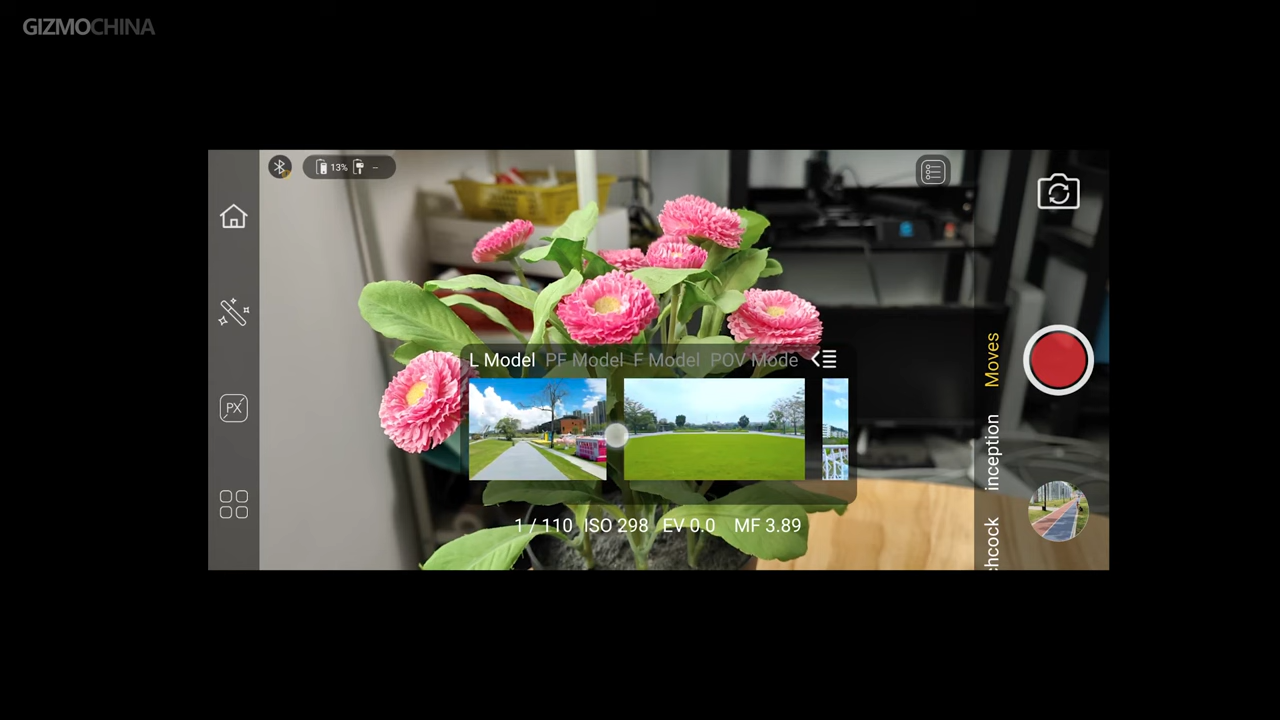 GIZMOCHINA
13% --
PX
L Model PF Model F Model POV Mode
1 / 110 ISO 298 EV 0.0 MF 3.89
Moves
inception
hcock